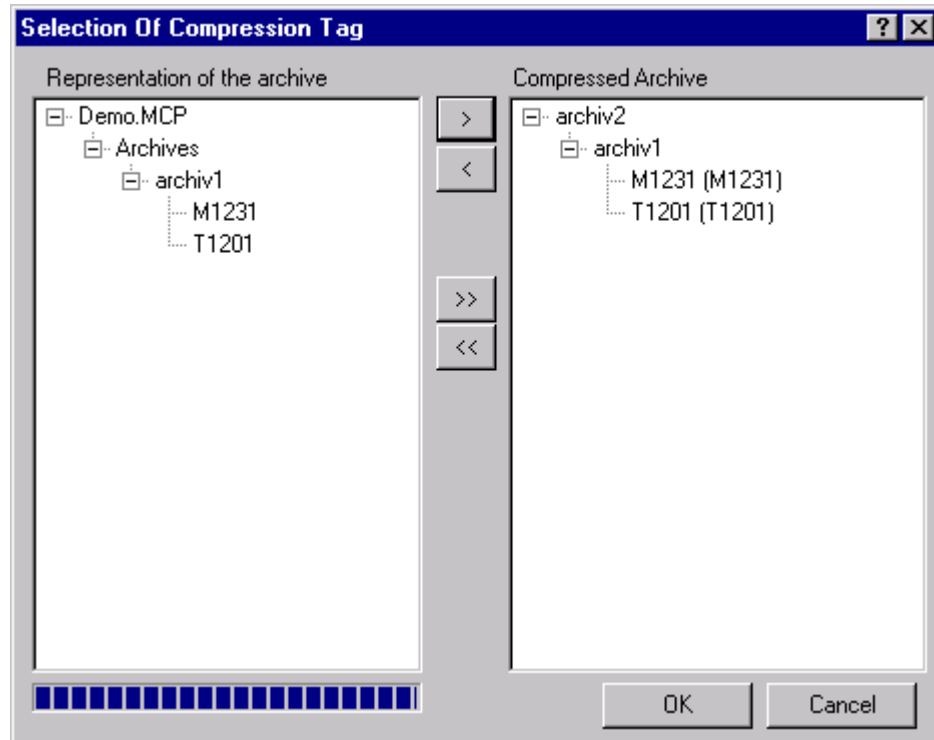 Selection Of Compression Tag
Representation of the archive
Demo.MCP
Archives
archiv1
M1231
T1201
>
<
>>
<<
Compressed Archive
archiv2
archiv1
M1231 (M1231)
T1201 (T1201)
OK
Cancel